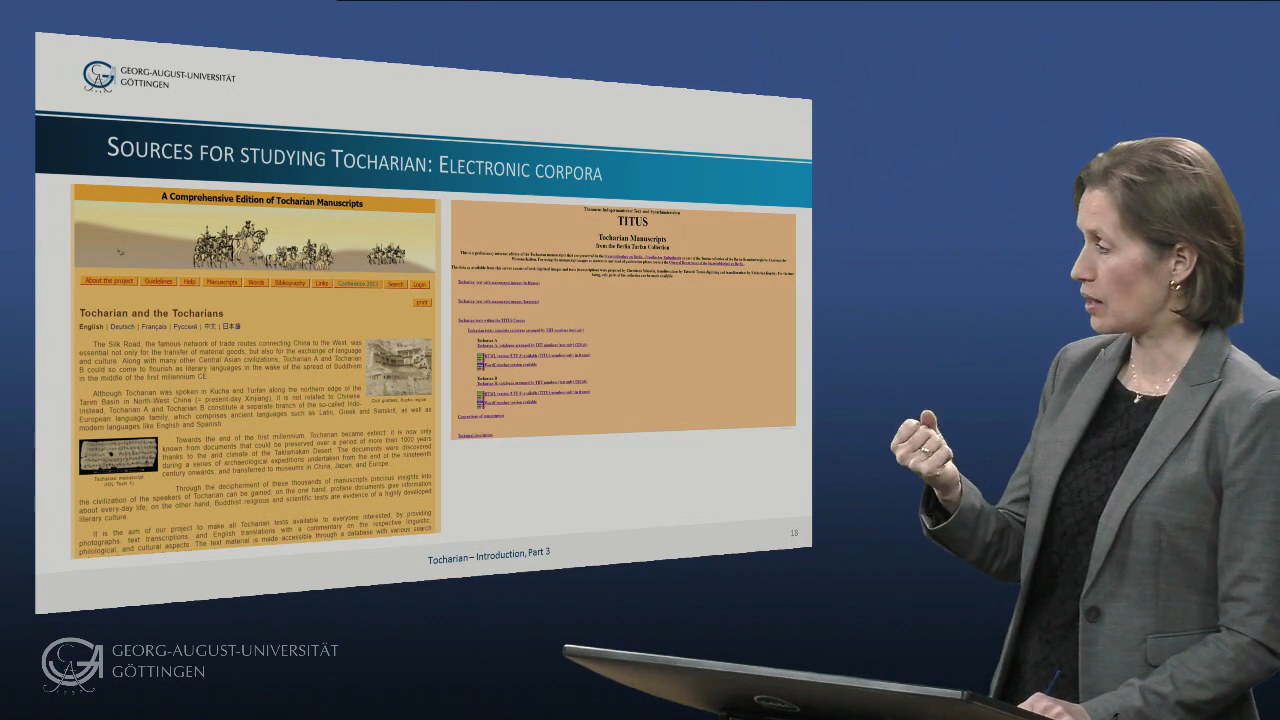 GEORG-AUGUST-UNIVERSITÄT
GÖTTINGEN
SOURCES FOR STUDYING TOCHARIAN: ELECTRONIC CORPORA
A Comprehensive Edition of Tocharian Manuscripts
About the project
Guidelines
Help
Manuscripts
Words
Bibliography
Links
Conference 2013
Search
Login
print
Tocharian and the Tocharians
English | Deutsch | Français | Русский | 中文 | 日本語
The Silk Road, the famous network of trade routes connecting China to the West, was
essential not only for the transfer of material goods, but also for the exchange of language
and culture. Along with many other Central Asian civilizations, Tocharian A and Tocharian
B could so come to flourish as literary languages in the wake of the spread of Buddhism
in the middle of the first millennium CE.
Although Tocharian was spoken in Kucha and Turfan along the northern edge of the
Tarim Basin in North-West China (= present-day Xinjiang), it is not related to Chinese.
Instead, Tocharian A and Tocharian B constitute a separate branch of the so-called Indo-
European language family, which comprises ancient languages such as Latin, Greek and Sanskrit, as well as
modern languages like English and Spanish.
Towards the end of the first millennium, Tocharian became extinct: it is now only
known from documents that could be preserved over a period of more than 1000 years
thanks to the arid climate of the Taklamakan Desert. The documents were discovered
during a series of archaeological expeditions undertaken from the end of the nineteenth
century onwards, and transferred to museums in China, Japan, and Europe.
Tocharian manuscript
Through the decipherment of these thousands of manuscripts precious insights into
the civilization of the speakers of Tocharian can be gained: on the one hand, profane documents give information
about every-day life; on the other hand, Buddhist religious and scientific texts are evidence of a highly developed
literary culture.
It is the aim of our project to make all Tocharian texts available to everyone interested, by providing
photographs, text transcriptions, and English translations with a commentary on the respective linguistic,
philological, and cultural aspects. The text material is made accessible through a database with various search
Thesaurus Indogermanischer Text- und Sprachmaterialien
TITUS
Tocharian Manuscripts
from the Berlin Turfan Collection
Tocharian A
Tocharian B
Tocharian – Introduction, Part 3
16
GEORG-AUGUST-UNIVERSITÄT
GÖTTINGEN
DELL